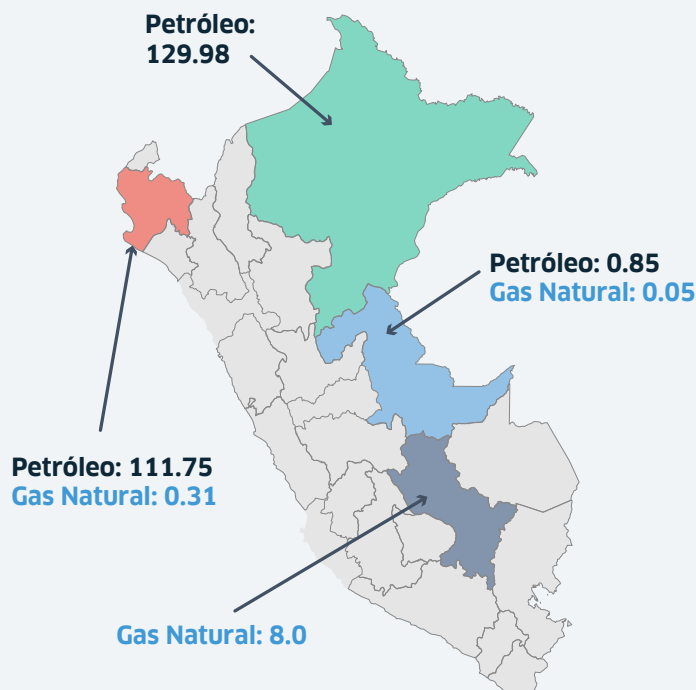 Petróleo:
129.98
Petróleo: 0.85
Gas Natural: 0.05
Petróleo: 111.75
Gas Natural: 0.31
Gas Natural: 8.0